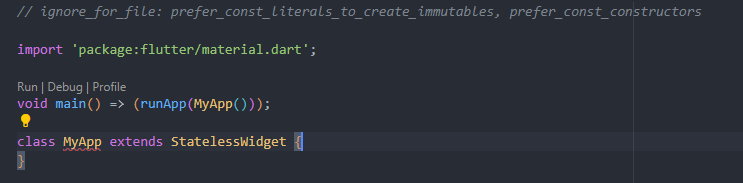 // ignore_for_file: prefer_const_literals_to_create_immutables, prefer_const_constructors
import 'package:flutter/material.dart';
Run | Debug | Profile
void main() => (runApp(MyApp()));
class MyApp extends StatelessWidget {
}